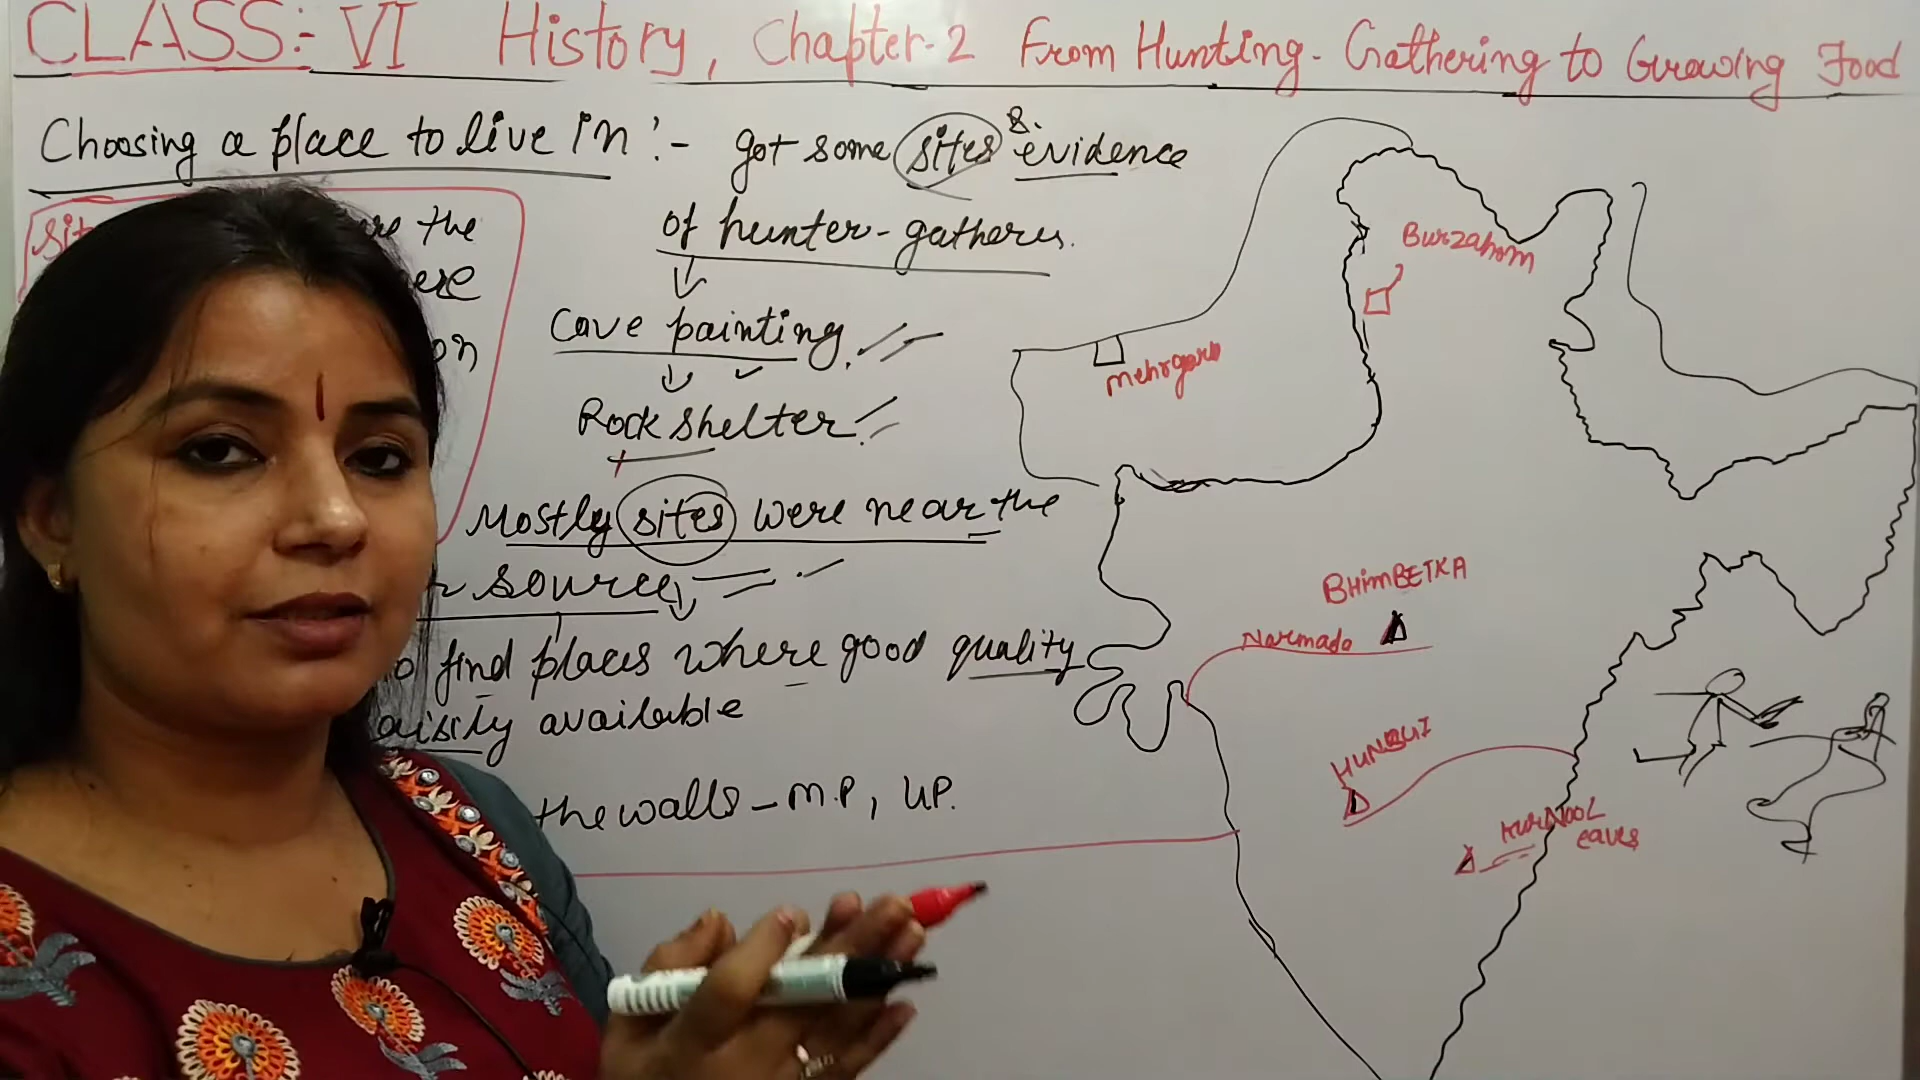 CLASS:- VI History, Chapter-2 From Hunting-Gathering to Growing Food
Choosing a place to live in :- got some sites & evidence
of hunter-gatherers.
the
Cave painting.
Rock shelter.
Mostly sites were near the
source
find places where good quality
available
the walls - M.P, U.P.
Burzahom
Mehrgarh
BHimBETKA
Narmada
HUNSGI
KURNOOL
caves